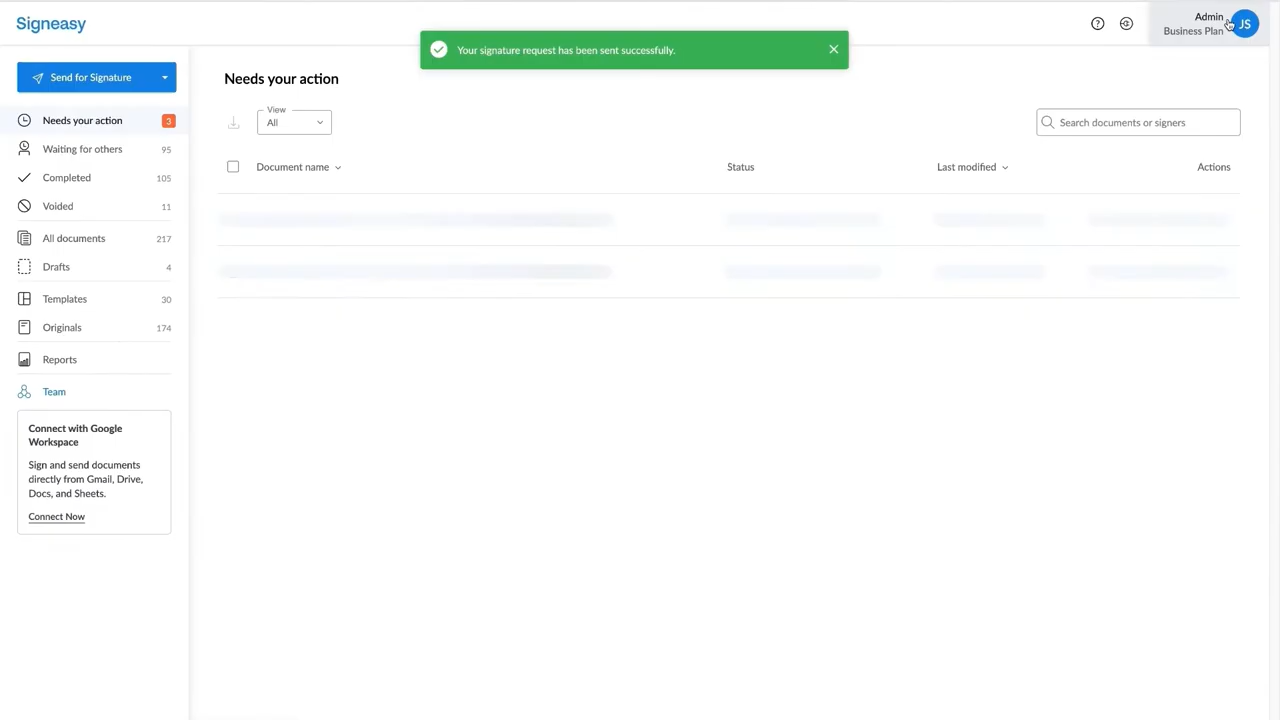 Signeasy
Admin
Business Plan
JS
Your signature request has been sent successfully.
Send for Signature
Needs your action
3
Waiting for others
95
Completed
105
Voided
11
All documents
217
Drafts
4
Templates
30
Originals
174
Reports
Team
Connect with Google
Workspace
Sign and send documents
directly from Gmail, Drive,
Docs, and Sheets.
Connect Now
Needs your action
View
All
Search documents or signers
Document name
Status
Last modified
Actions